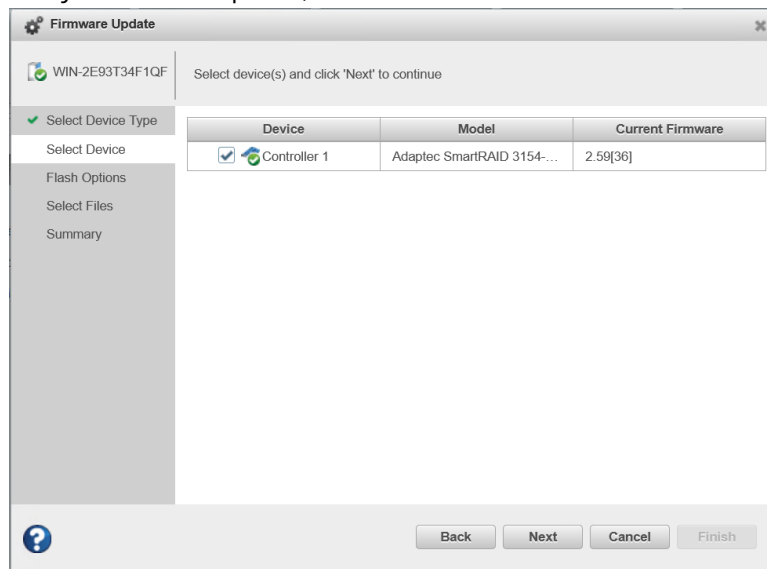 Firmware Update
WIN-2E93T34F1QF
Select device(s) and click 'Next' to continue
Select Device Type
Select Device
Flash Options
Select Files
Summary
Device Model Current Firmware
Controller 1 Adaptec SmartRAID 3154-... 2.59[36]
Back Next Cancel Finish